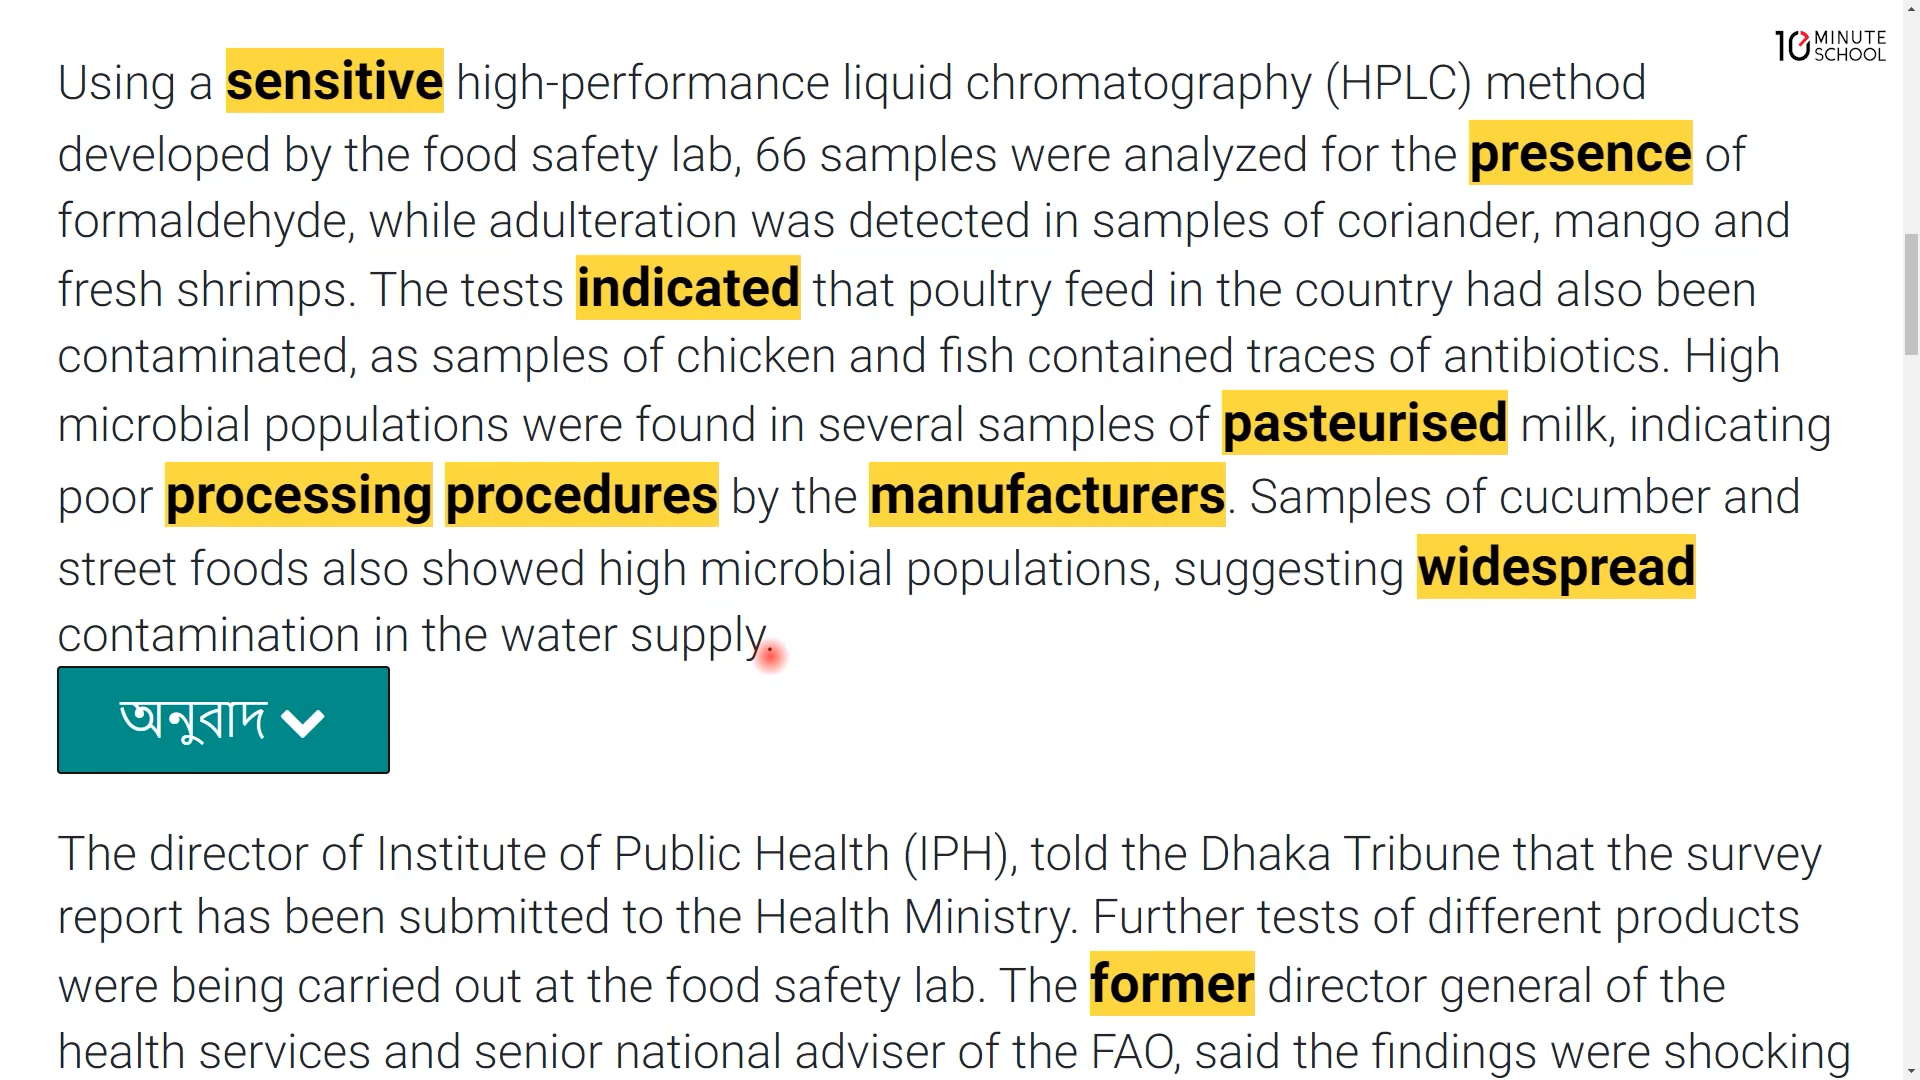 10 MINUTE
SCHOOL
Using a sensitive high-performance liquid chromatography (HPLC) method
developed by the food safety lab, 66 samples were analyzed for the presence of
formaldehyde, while adulteration was detected in samples of coriander, mango and
fresh shrimps. The tests indicated that poultry feed in the country had also been
contaminated, as samples of chicken and fish contained traces of antibiotics. High
microbial populations were found in several samples of pasteurised milk, indicating
poor processing procedures by the manufacturers. Samples of cucumber and
street foods also showed high microbial populations, suggesting widespread
contamination in the water supply.
অনুবাদ
The director of Institute of Public Health (IPH), told the Dhaka Tribune that the survey
report has been submitted to the Health Ministry. Further tests of different products
were being carried out at the food safety lab. The former director general of the
health services and senior national adviser of the FAO, said the findings were shocking